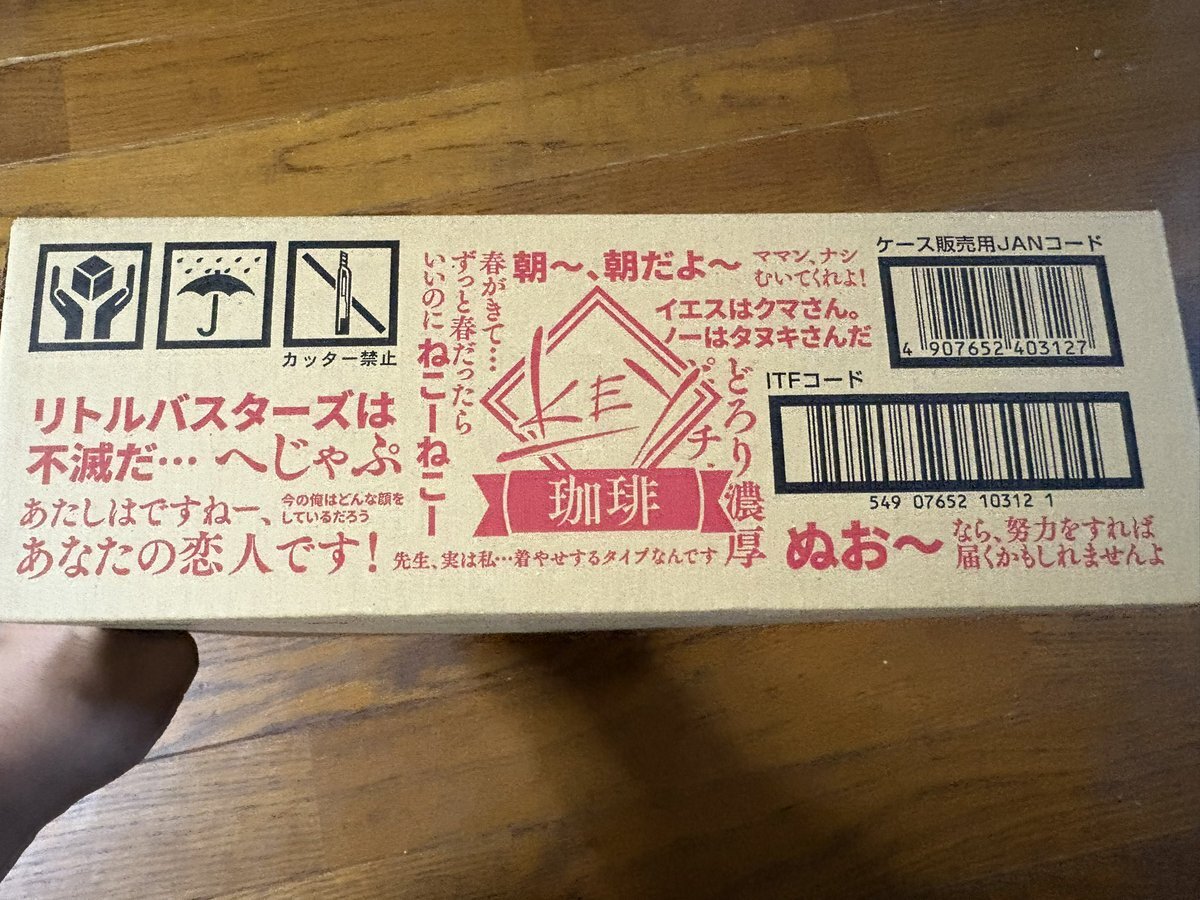 カッター禁止
リトルバスターズは
不滅だ… へじゃぷ
あたしはですねー、
あなたの恋人です！
今の俺はどんな顔を
しているだろう
春がきて…
ずっと春だったら
いいのに
ねこーねこー
朝〜、朝だよ〜
ママン、ナシ
むいてくれよ！
イエスはクマさん。
ノーはタヌキさんだ
KEY
珈琲
パチ、
どろり濃厚
先生、実は私…着やせするタイプなんです
ケース販売用JANコード
4 907652 403127
ITFコード
549 07652 10312 1
ぬお〜
なら、努力をすれば
届くかもしれませんよ